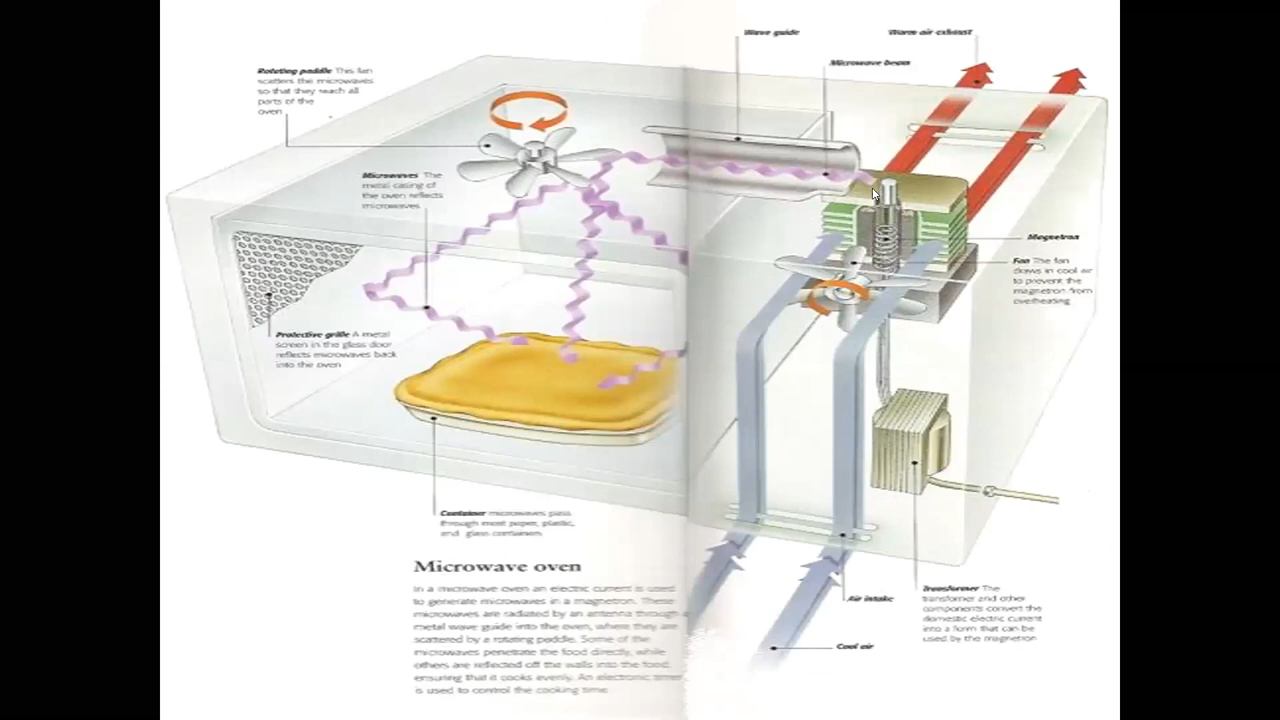 Wave guide
Warm air exhaust
Microwave beam
Rotating paddle This fan
scatters the microwaves
so that they reach all
parts of the
oven
Microwaves The
metal casing of
the oven reflects
microwaves
Magnetron
Fan The fan
draws in cool air
to prevent the
magnetron from
overheating
Protective grille A metal
screen in the glass door
reflects microwaves back
into the oven
Container microwaves pass
through most paper, plastic,
and glass containers
Microwave oven
In a microwave oven an electric current is used
to generate microwaves in a magnetron. These
microwaves are radiated by an antenna through
metal wave guide into the oven, where they are
scattered by a rotating paddle. Some of the
microwaves penetrate the food directly, while
others are reflected off the walls into the food,
ensuring that it cooks evenly. An electronic timer
is used to control the cooking time
Air intake
Transformer The
transformer and other
components convert the
domestic electric current
into a form that can be
used by the magnetron
Cool air